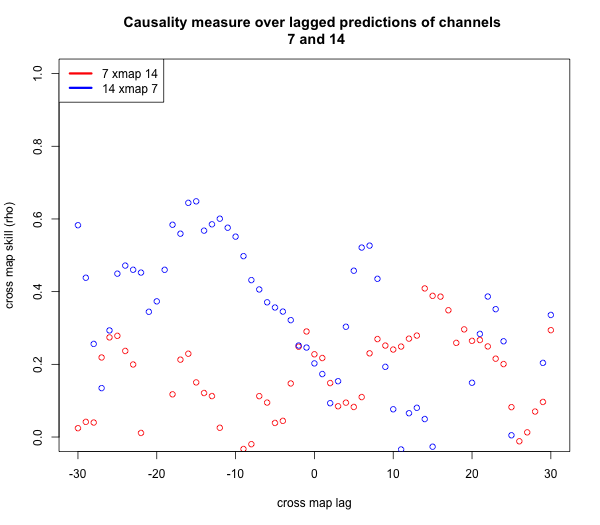 Causality measure over lagged predictions of channels
7 and 14
7 xmap 14
14 xmap 7
cross map skill (rho)
1.0
0.8
0.6
0.4
0.2
0.0
-30 -20 -10 0 10 20 30
cross map lag